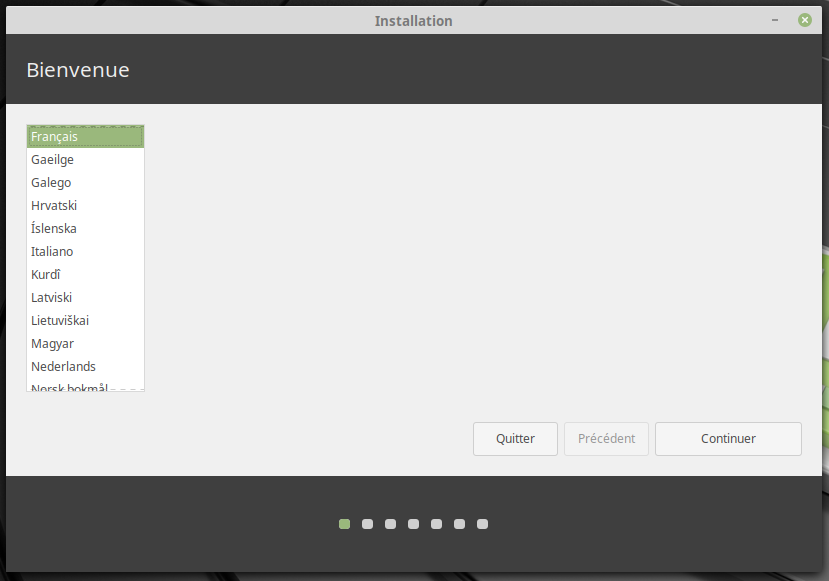 Installation
Bienvenue
Français
Gaeilge
Galego
Hrvatski
Íslenska
Italiano
Kurdî
Latviski
Lietuviškai
Magyar
Nederlands
Norsk bokmål
Quitter Précédent Continuer